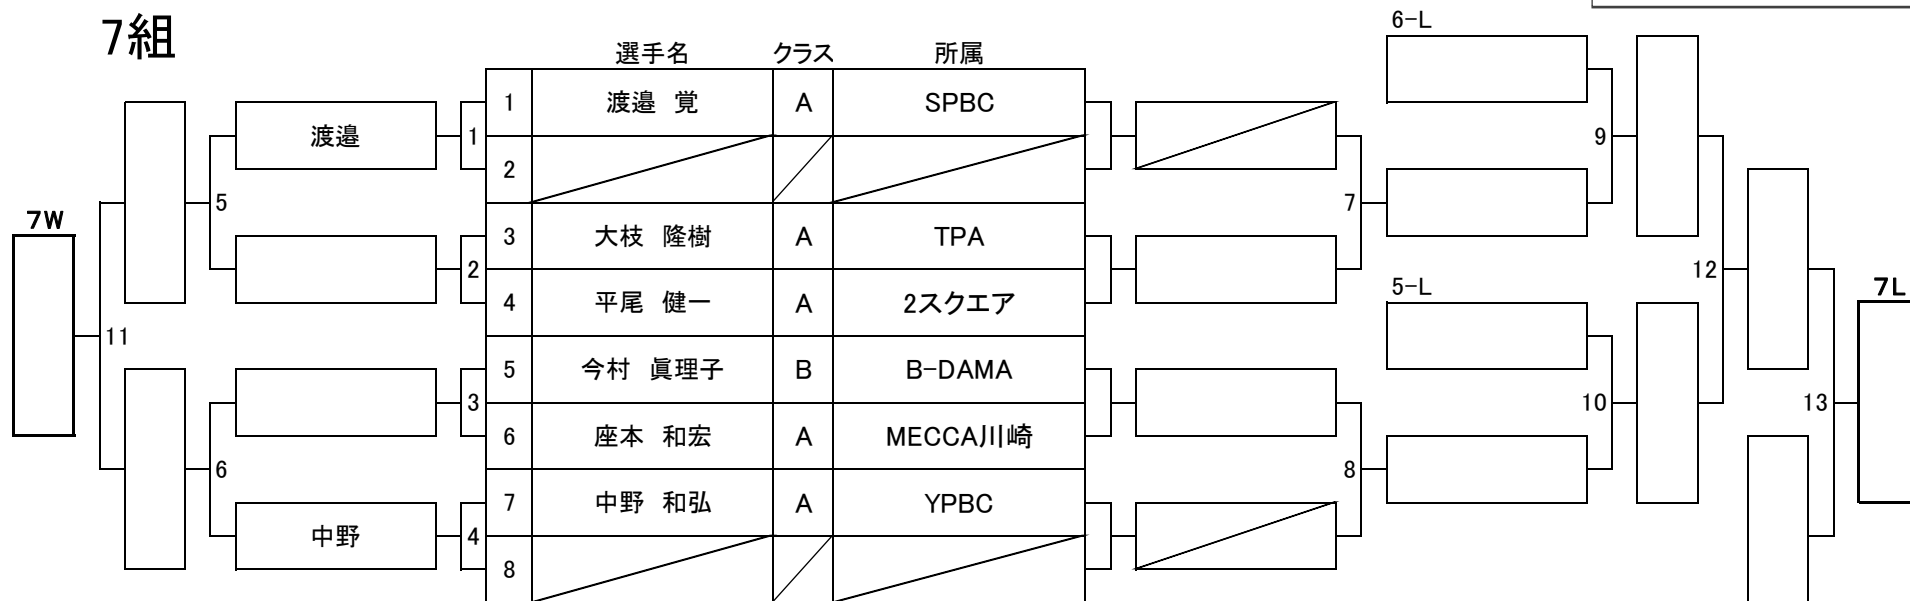 7組
6-L
選手名 クラス 所属
1 渡邉 覚 A SPBC
渡邉 1
9
2
5
7
7W
3 大枝 隆樹 A TPA
2
12
4 平尾 健一 A 2スクエア
5-L
7L
11
5 今村 眞理子 B B-DAMA
3
10
13
6 座本 和宏 A MECCA川崎
6
8
7 中野 和弘 A YPBC
中野 4
8